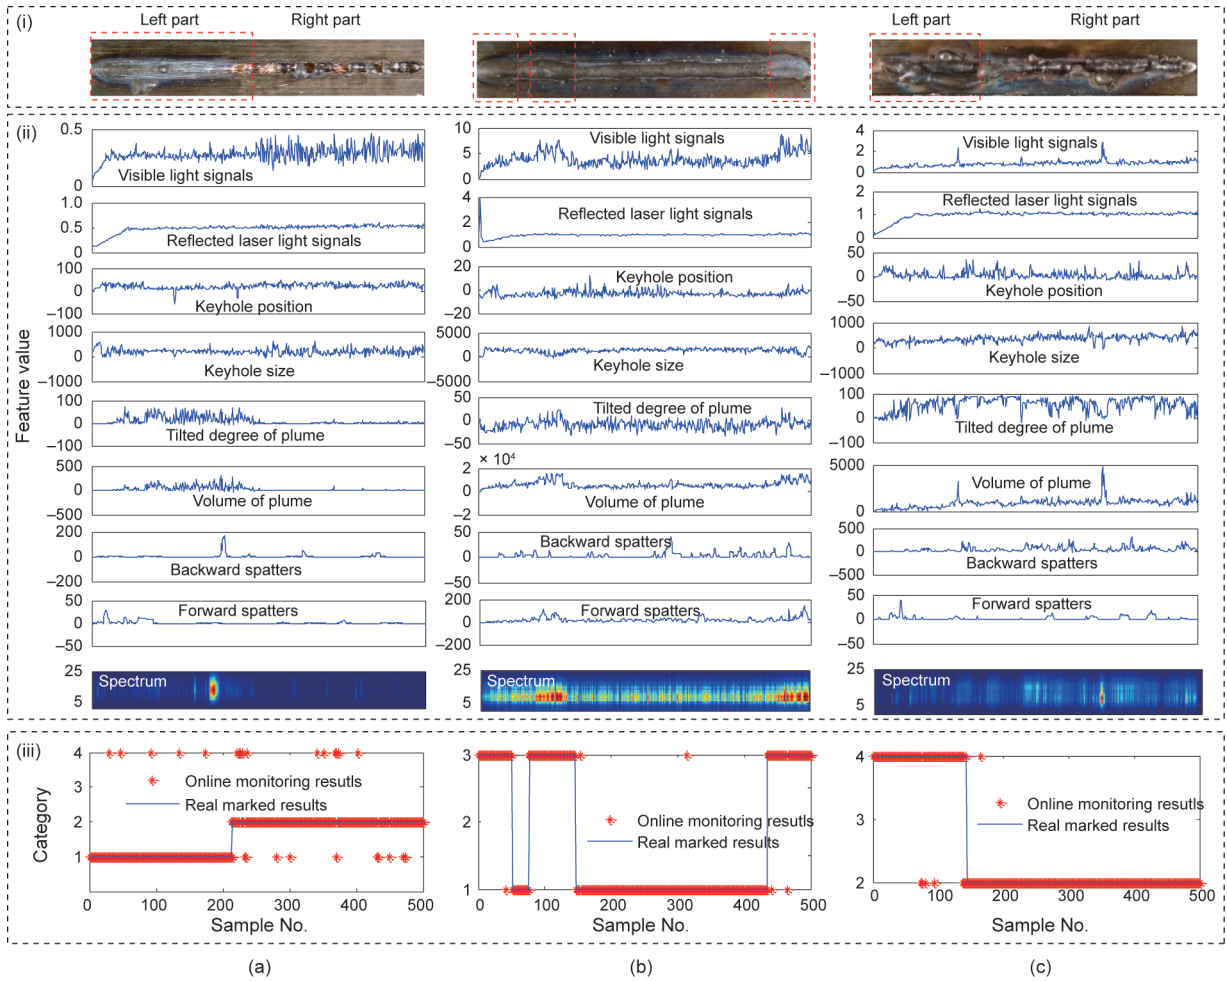 (i)
Left part
Right part
Left part
Right part
(ii)
Feature value
0.5
0
Visible light signals
1.0
0.5
0
Reflected laser light signals
100
0
–100
Keyhole position
1000
0
–1000
Keyhole size
100
0
–100
Tilted degree of plume
500
0
–500
Volume of plume
200
0
–200
Backward spatters
50
0
–50
Forward spatters
25
5
Spectrum
10
5
0
Visible light signals
4
2
0
Reflected laser light signals
20
0
–20
Keyhole position
5000
0
–5000
Keyhole size
50
0
–50
Tilted degree of plume
× 10⁴
2
0
–2
Volume of plume
50
0
–50
Backward spatters
200
0
–200
Forward spatters
25
5
Spectrum
4
2
0
Visible light signals
2
1
0
Reflected laser light signals
50
0
–50
Keyhole position
1000
0
–1000
Keyhole size
100
0
–100
Tilted degree of plume
5000
0
Volume of plume
500
0
–500
Backward spatters
50
0
–50
Forward spatters
25
5
Spectrum
(iii)
Category
4
3
2
1
Online monitoring resutls
Real marked results
0 100 200 300 400 500
Sample No.
3
2
1
Online monitoring resutls
Real marked results
0 100 200 300 400 500
Sample No.
4
3
2
Online monitoring resutls
Real marked results
0 100 200 300 400 500
Sample No.
(a)
(b)
(c)